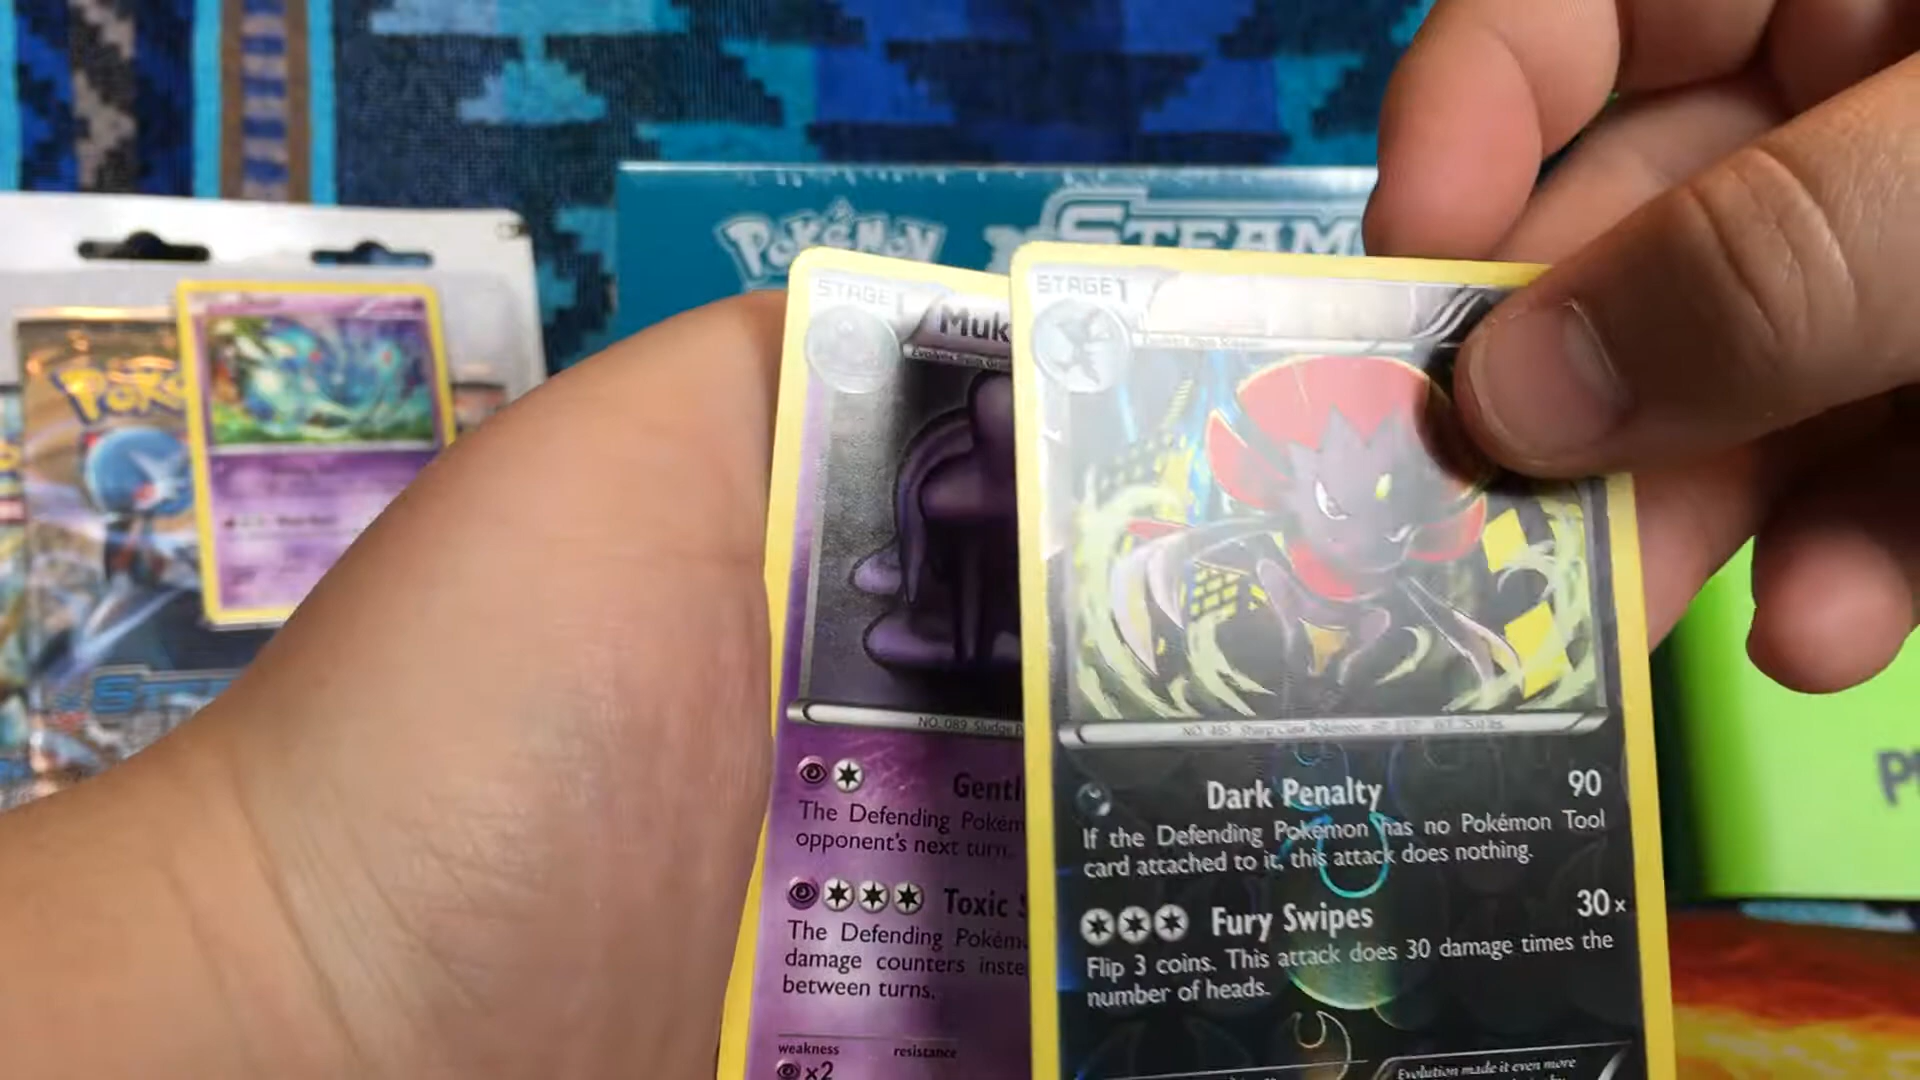 POKéMON
STEAM
STAGE 1
Muk
STAGE 1
Evolves from Sneasel
POKé
NO. 089 Sludge P
NO. 461 Sharp Claw Pokémon HT: 3'07" WT: 75.0 lbs.
Gentl
The Defending Pokém
opponent's next turn.
Toxic S
The Defending Pokém
damage counters inste
between turns.
weakness
resistance
x2
Dark Penalty 90
If the Defending Pokémon has no Pokémon Tool
card attached to it, this attack does nothing.
Fury Swipes 30x
Flip 3 coins. This attack does 30 damage times the
number of heads.
Evolution made it even more